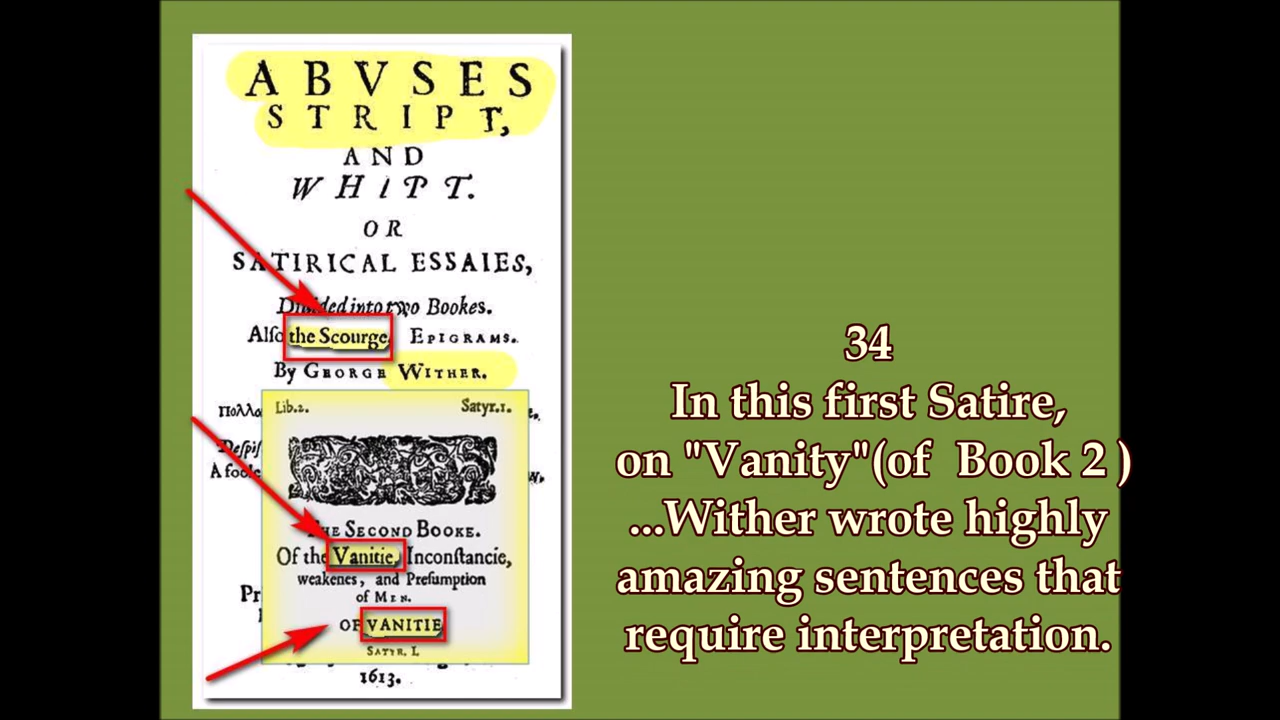 ABVSES
STRIPT,
AND
WHIPT.
OR
SATIRICAL ESSAIES,
Divided into two Bookes.
Also the Scourge. EPIGRAMS.
By GEORGE WITHER.
Lib.2. Satyr.1.
THE SECOND BOOKE.
Of the Vanitie, Inconstancie,
weakenes, and Presumption
of MEN.
OF VANITIE
SATYR. I.
1613.
34
In this first Satire,
on "Vanity"(of Book 2 )
...Wither wrote highly
amazing sentences that
require interpretation.